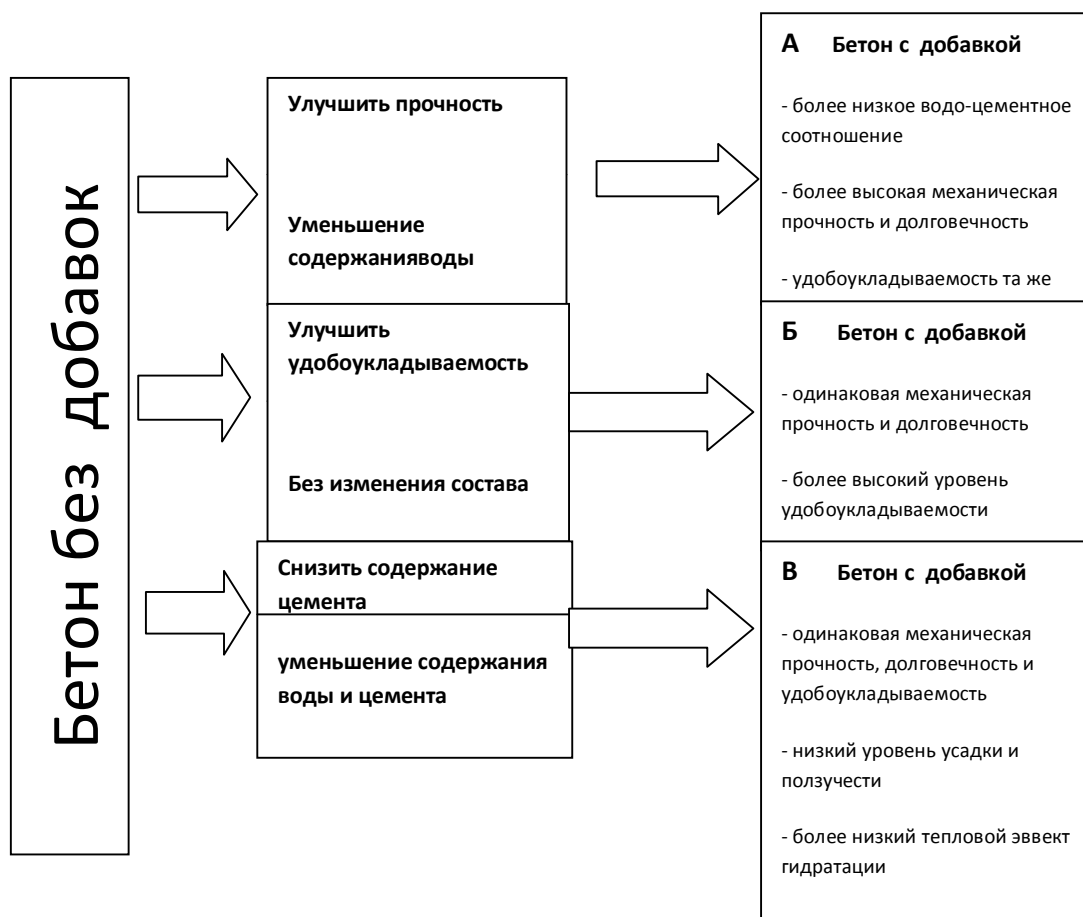 Бетон без добавок
Улучшить прочность
Уменьшение
содержанияводы
Улучшить
удобоукладываемость
Без изменения состава
Снизить содержание
цемента
уменьшение содержания
воды и цемента
А Бетон с добавкой
- более низкое водо-цементное
соотношение
- более высокая механическая
прочность и долговечность
- удобоукладываемость та же
Б Бетон с добавкой
- одинаковая механическая
прочность и долговечность
- более высокий уровень
удобоукладываемости
В Бетон с добавкой
- одинаковая механическая
прочность, долговечность и
удобоукладываемость
- низкий уровень усадки и
ползучести
- более низкий тепловой эввект
гидратации